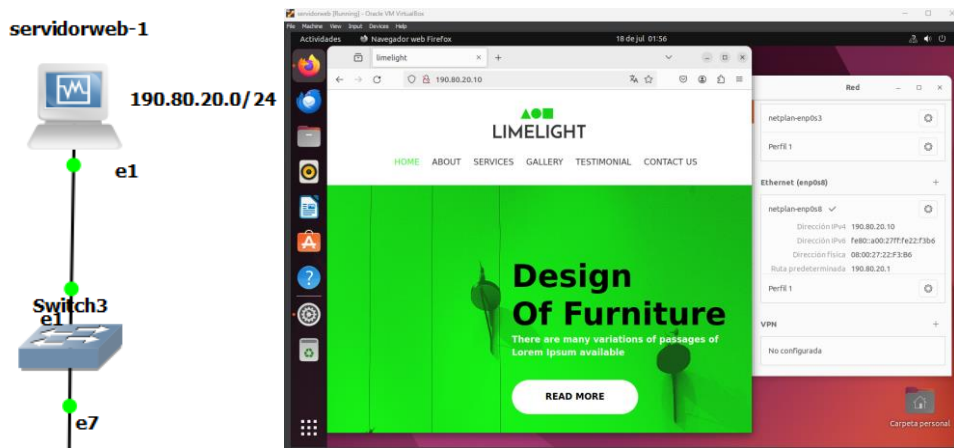 servidorweb-1
190.80.20.0/24
e1
Switch3
e1
e7
servidorweb [Running] - Oracle VM VirtualBox
File Machine View Input Devices Help
Actividades Navegador web Firefox 18 de jul 01:56
limelight
190.80.20.10
LIMELIGHT
HOME ABOUT SERVICES GALLERY TESTIMONIAL CONTACT US
Design
Of Furniture
There are many variations of passages of
Lorem Ipsum available
READ MORE
Red
netplan-enp0s3
Perfil 1
Ethernet (enp0s8)
netplan-enp0s8
Dirección IPv4 190.80.20.10
Dirección IPv6 fe80::a00:27ff:fe22:f3b6
Dirección física 08:00:27:22:F3:B6
Ruta predeterminada 190.80.20.1
Perfil 1
VPN
No configurada
Carpeta personal